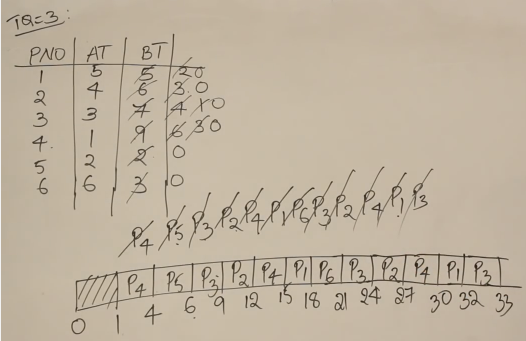 TQ=3:
PNO AT BT
1 5 5 2 0
2 4 6 3 0
3 3 7 4 1 0
4 1 9 6 3 0
5 2 2 0
6 6 3 0
P4 P5 P3 P2 P4 P1 P6 P3 P2 P4 P1 P3
P4 P5 P3 P2 P4 P1 P6 P3 P2 P4 P1 P3
0 1 4 6 9 12 15 18 21 24 27 30 32 33